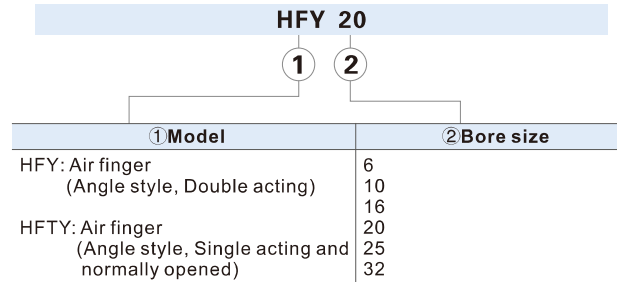 HFY 20
1 2
①Model ②Bore size
HFY: Air finger 6
(Angle style, Double acting) 10
16
HFTY: Air finger 20
(Angle style, Single acting and 25
normally opened) 32